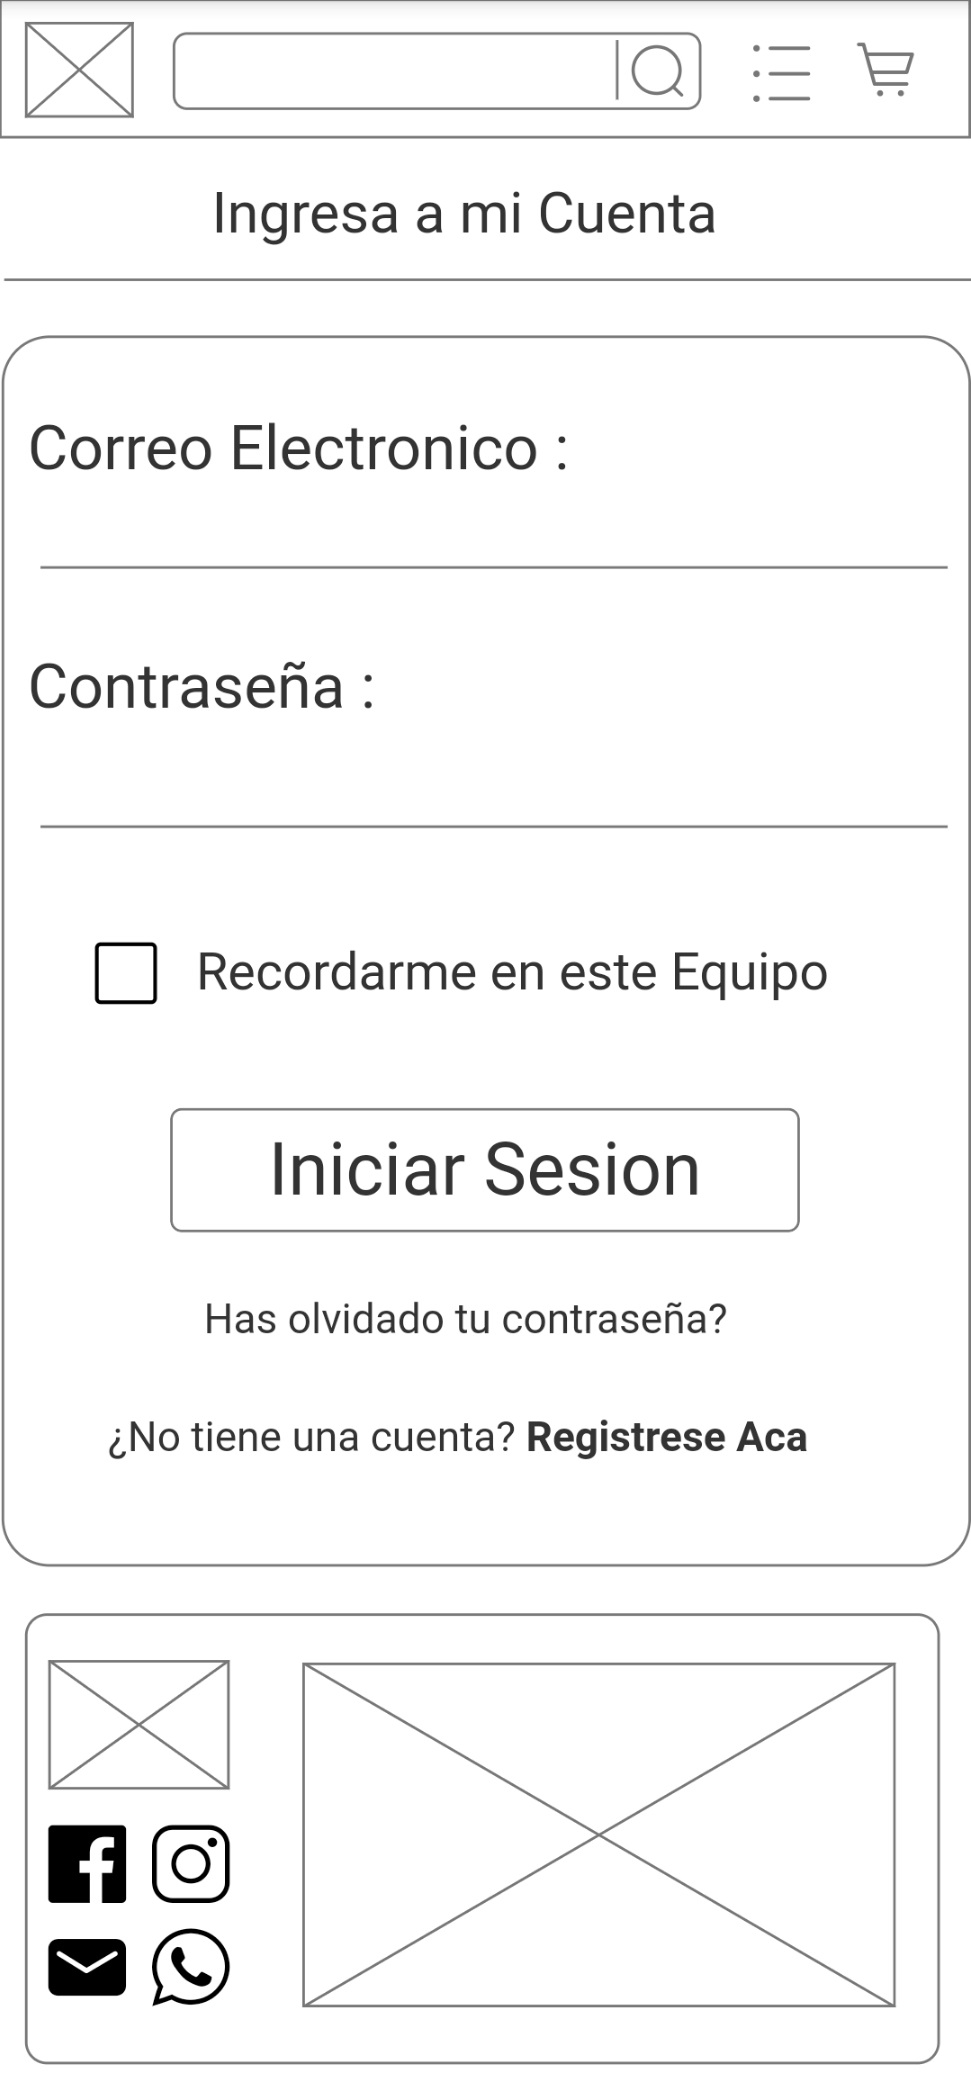 Ingresa a mi Cuenta
Correo Electronico :
Contraseña :
Recordarme en este Equipo
Iniciar Sesion
Has olvidado tu contraseña?
¿No tiene una cuenta? Registrese Aca